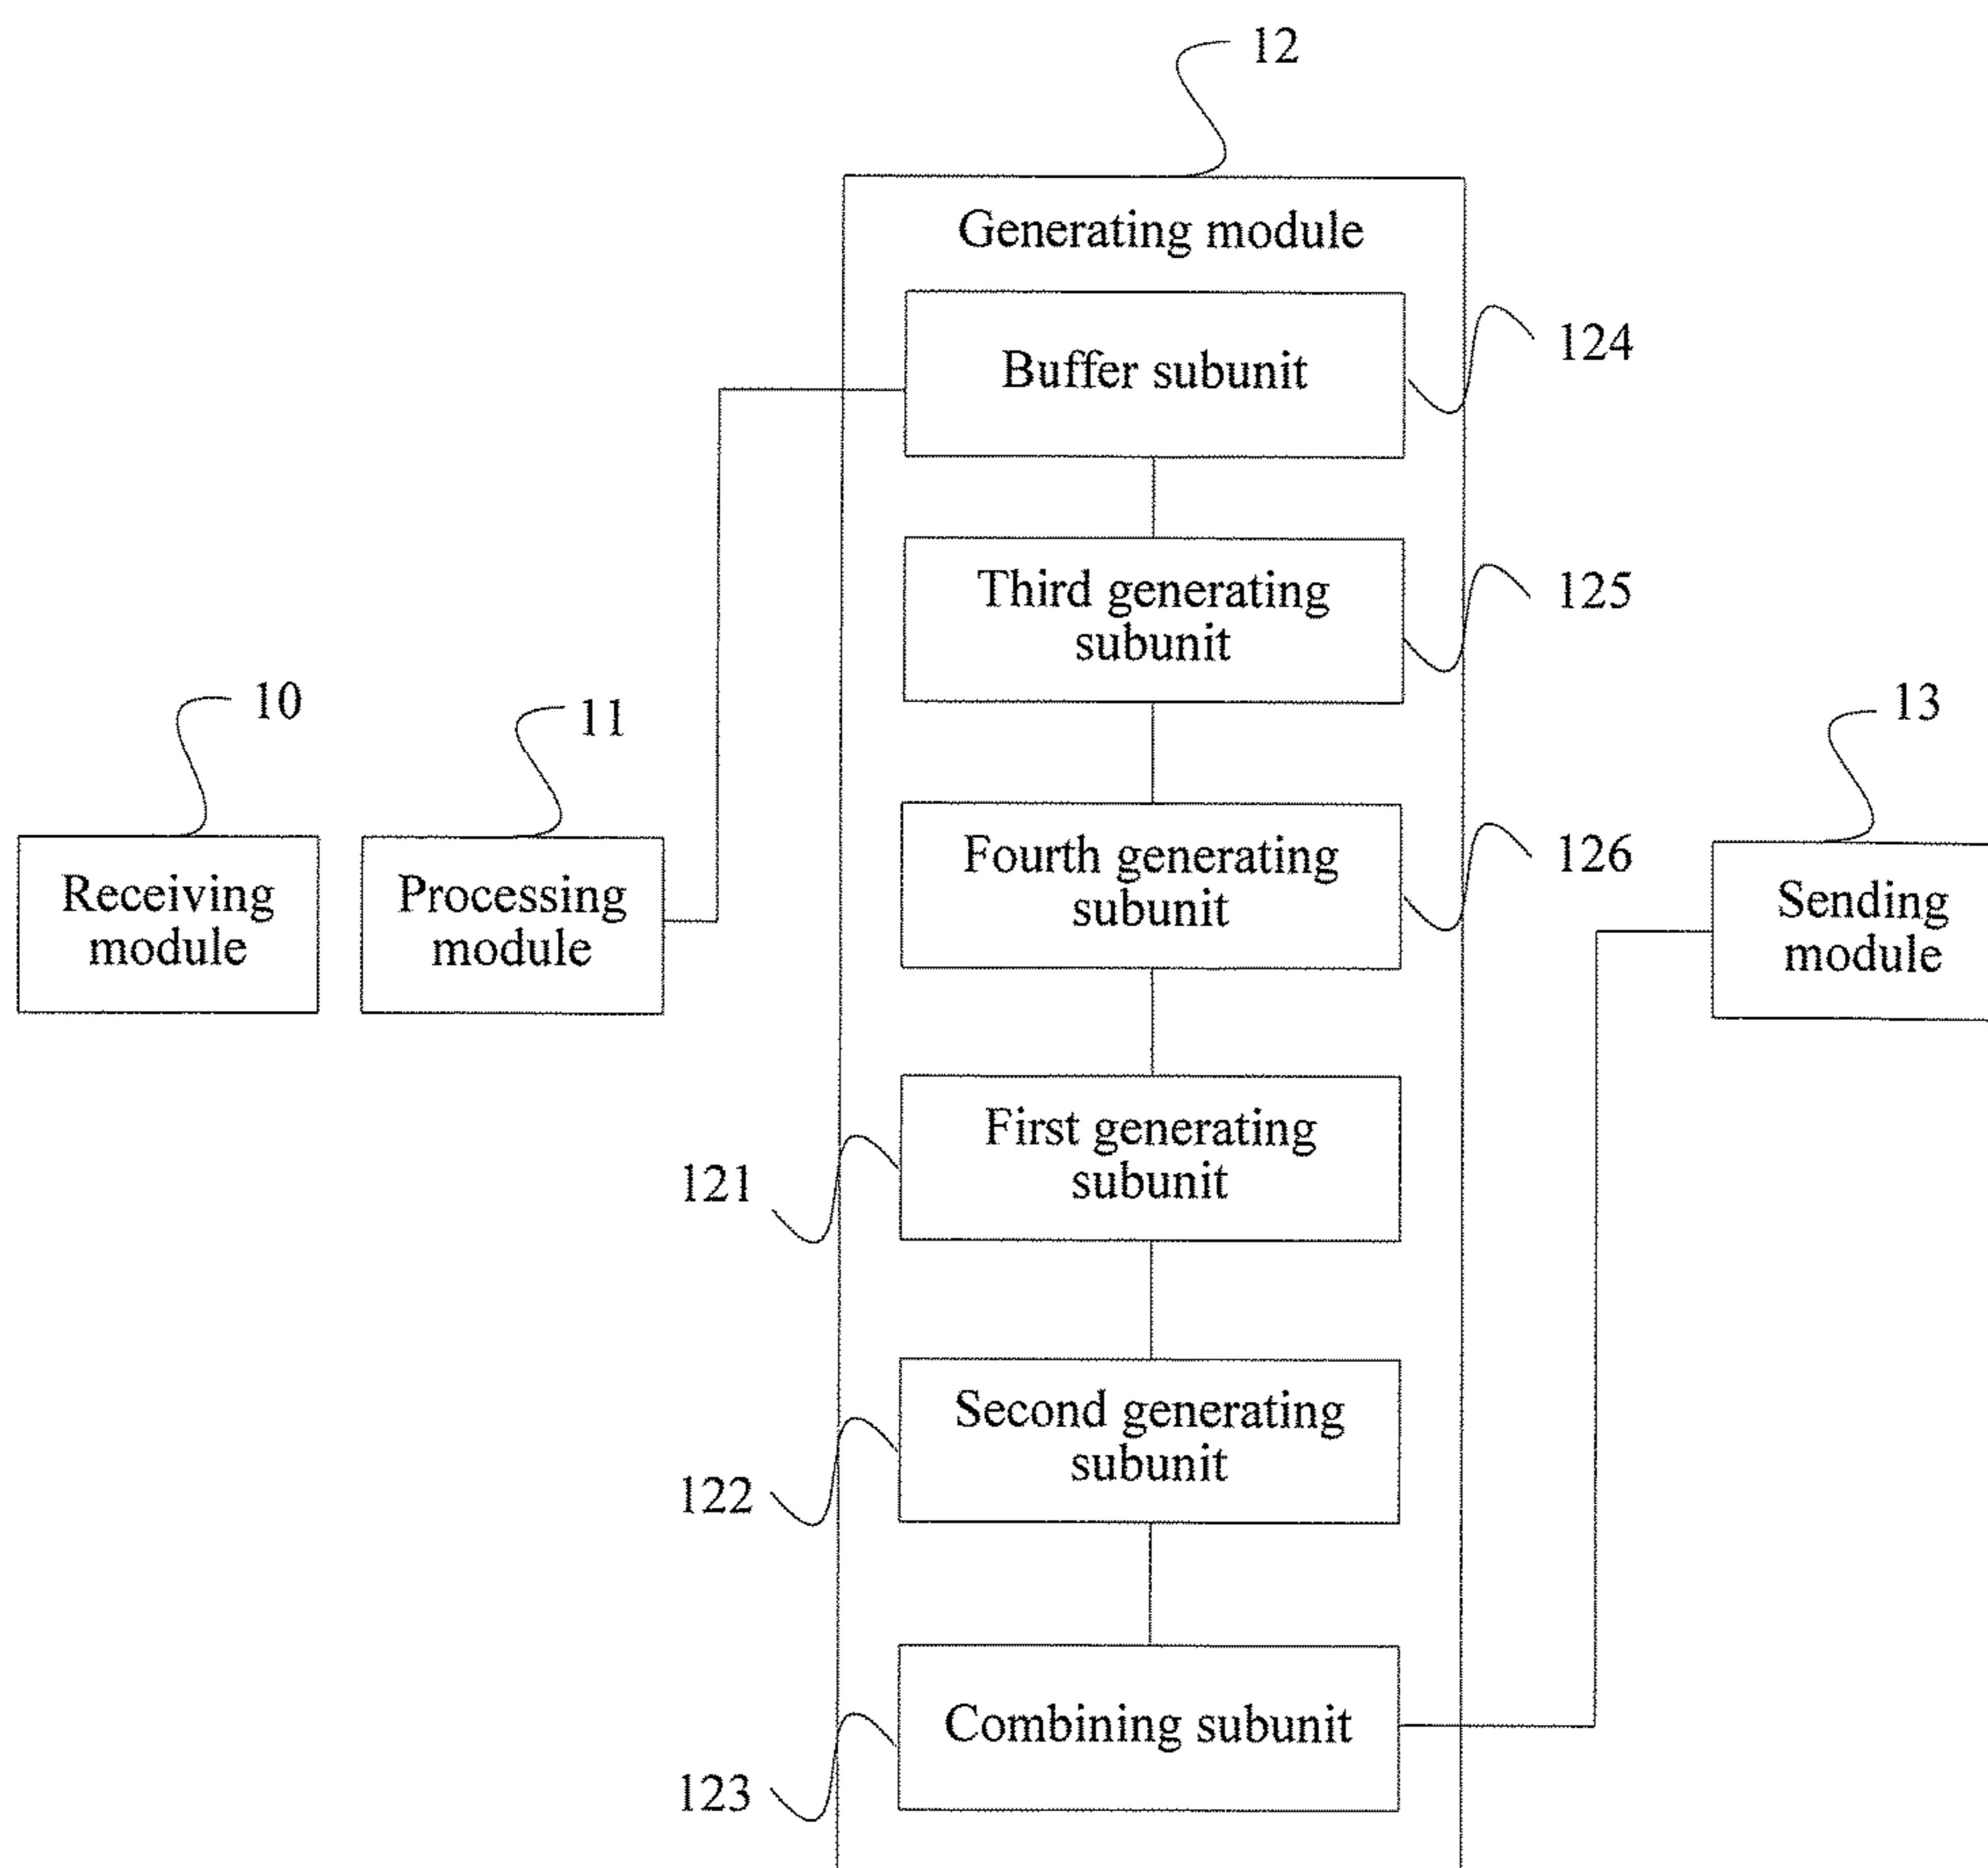 12
Generating module
Buffer subunit
124
Third generating
subunit
125
10
11
13
Fourth generating
subunit
126
Receiving
module
Processing
module
Sending
module
First generating
subunit
121
Second generating
subunit
122
Combining subunit
123